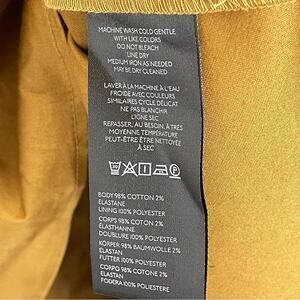 MACHINE WASH COLD GENTLE
WITH LIKE COLORS
DO NOT BLEACH
LINE DRY
MEDIUM IRON AS NEEDED
MAY BE DRY CLEANED
LAVER À LA MACHINE À L'EAU
FROIDE AVEC COULEURS
SIMILAIRES CYCLE DÉLICAT
NE PAS BLANCHIR
LIGNE SEC
REPASSER, AU BESOIN, À TRÈS
MOYENNE TEMPÉRATURE
PEUT-ÊTRE ÊTRE NETTOYÉE
À SEC
BODY 98% COTTON 2%
ELASTANE
LINING 100% POLYESTER
CORPS 98% COTON 2%
ÉLASTHANNE
DOUBLURE 100% POLYESTER
KÖRPER 98% BAUMWOLLE 2%
ELASTAN
FUTTER 100% POLYESTER
CORPO 98% COTONE 2%
ELASTAN
FODERA 100% POLIESTERE